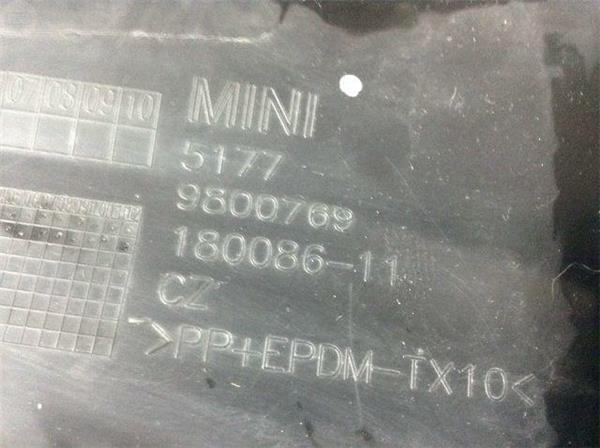 07 08 09 10
MINI
5177
9800769
180086-11
CZ
>PP+EPDM-TX10<